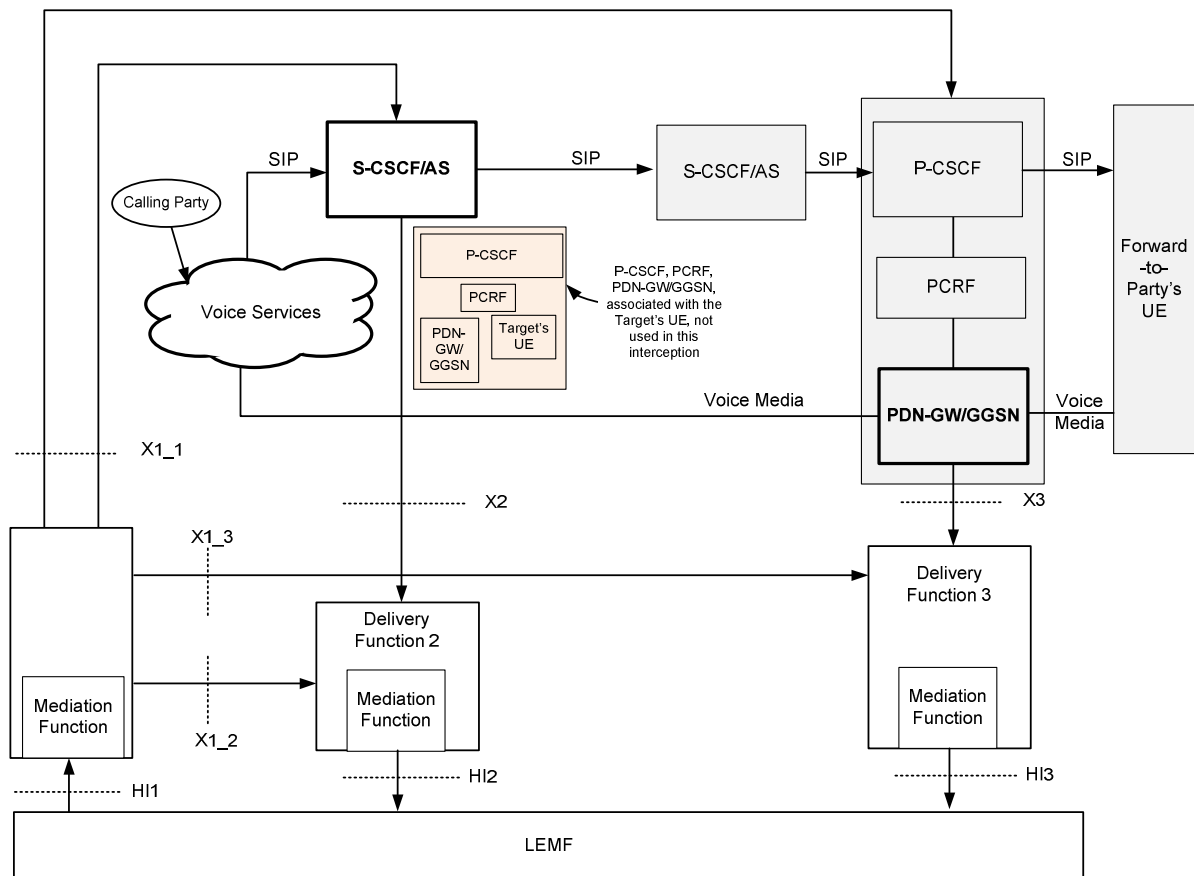 SIP
S-CSCF/AS
SIP
S-CSCF/AS
SIP
P-CSCF
SIP
Calling Party
Voice Services
P-CSCF
PCRF
PDN-
GW/
GGSN
Target's
UE
P-CSCF, PCRF,
PDN-GW/GGSN,
associated with the
Target's UE, not
used in this
interception
PCRF
Forward
-to-
Party's
UE
Voice Media
PDN-GW/GGSN
Voice
Media
X1_1
X2
X3
X1_3
Delivery
Function 2
Delivery
Function 3
Mediation
Function
Mediation
Function
Mediation
Function
X1_2
HI1
HI2
HI3
LEMF